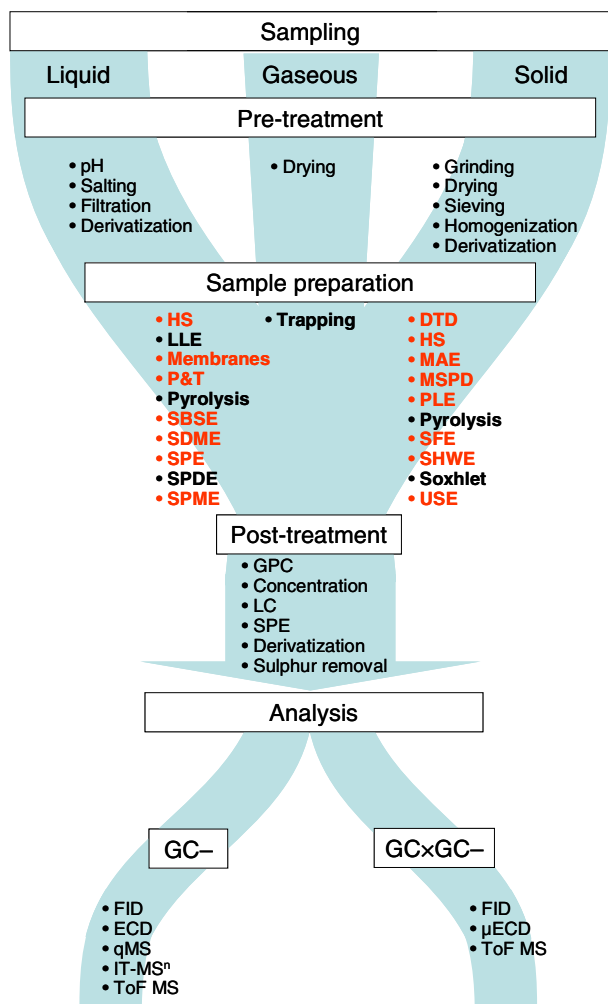 Sampling
Liquid
Gaseous
Solid
Pre-treatment
• pH
• Salting
• Filtration
• Derivatization
• Drying
• Grinding
• Drying
• Sieving
• Homogenization
• Derivatization
Sample preparation
• HS
• LLE
• Membranes
• P&T
• Pyrolysis
• SBSE
• SDME
• SPE
• SPDE
• SPME
• Trapping
• DTD
• HS
• MAE
• MSPD
• PLE
• Pyrolysis
• SFE
• SHWE
• Soxhlet
• USE
Post-treatment
• GPC
• Concentration
• LC
• SPE
• Derivatization
• Sulphur removal
Analysis
GC–
• FID
• ECD
• qMS
• IT-MSⁿ
• ToF MS
GC×GC–
• FID
• µECD
• ToF MS